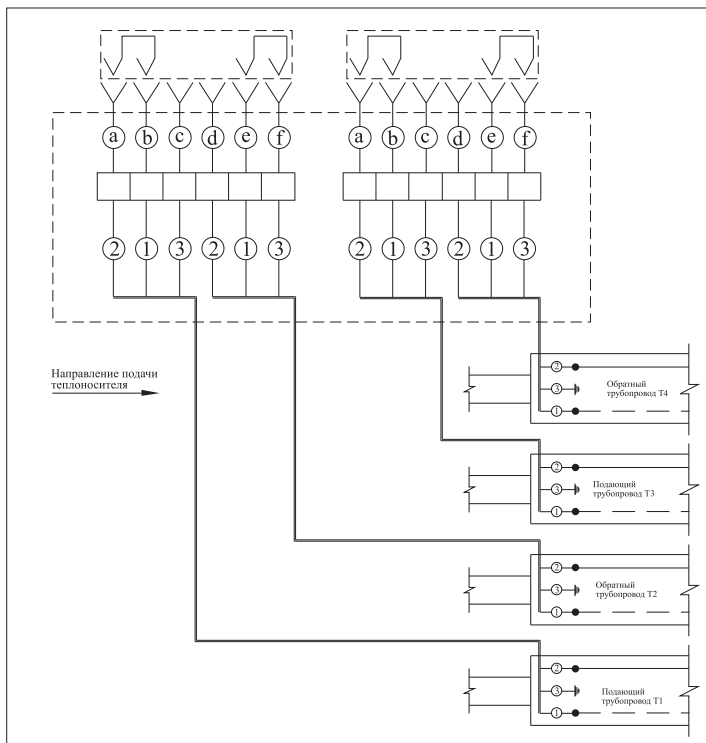 a b c d e f a b c d e f
2 1 3 2 1 3 2 1 3 2 1 3
Направление подачи
теплоносителя
2
3
1
Обратный
трубопровод Т4
2
3
1
Подающий
трубопровод Т3
2
3
1
Обратный
трубопровод Т2
2
3
1
Подающий
трубопровод Т1